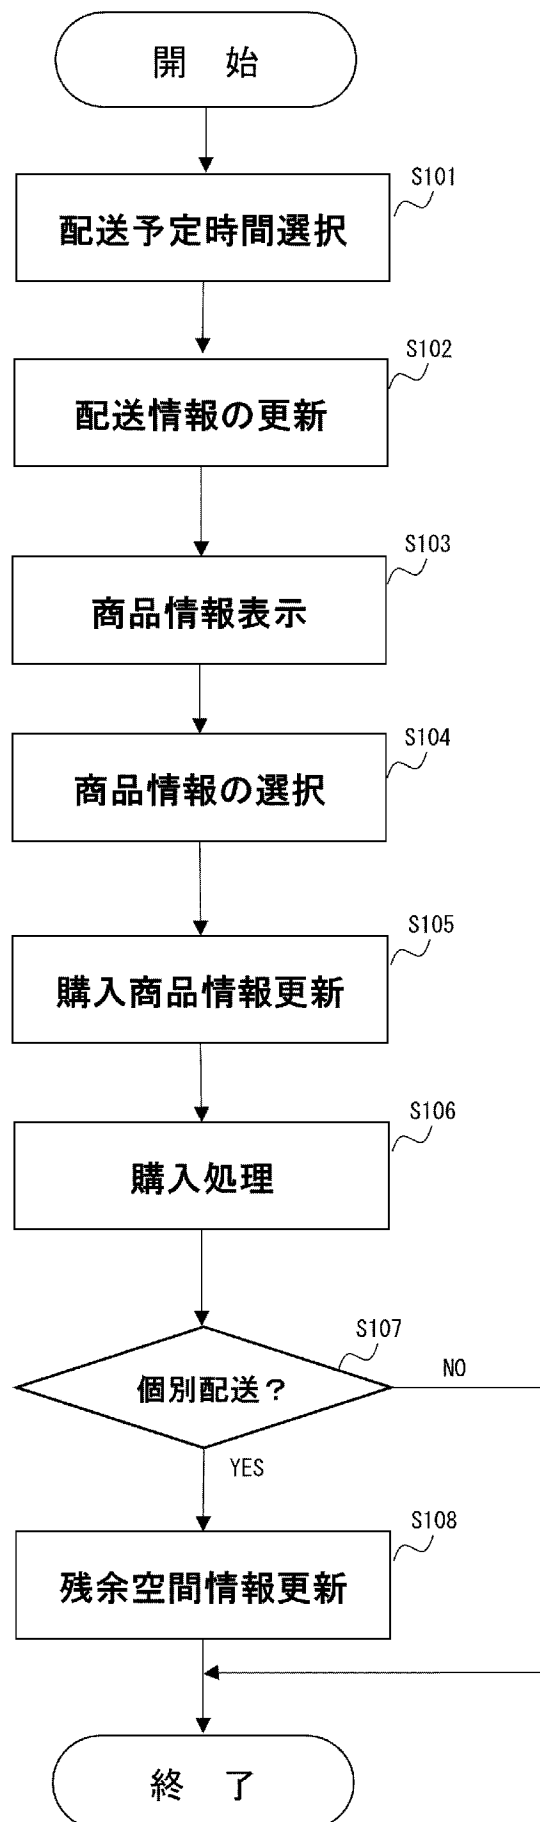 開 始
S101
配送予定時間選択
S102
配送情報の更新
S103
商品情報表示
S104
商品情報の選択
S105
購入商品情報更新
S106
購入処理
S107
個別配送？
NO
YES
S108
残余空間情報更新
終 了